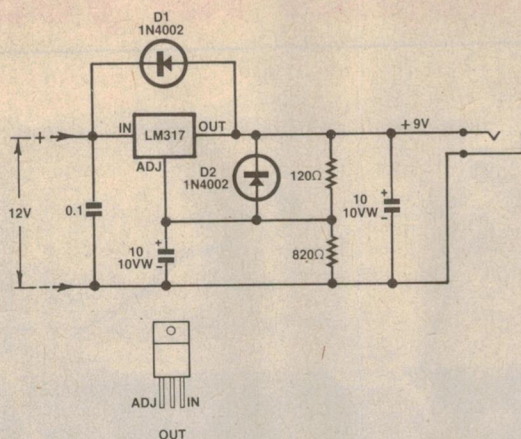 D1
1N4002
+
IN
LM317
OUT
+9V
ADJ
D2
1N4002
120Ω
12V
0.1
+
10
10VW
−
820Ω
+
10
10VW
−
−
ADJ
IN
OUT